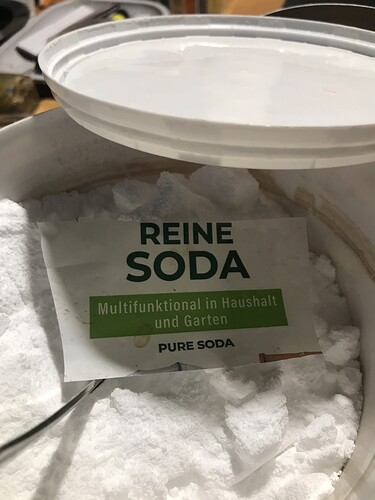 REINE
SODA
Multifunktional in Haushalt
und Garten
PURE SODA